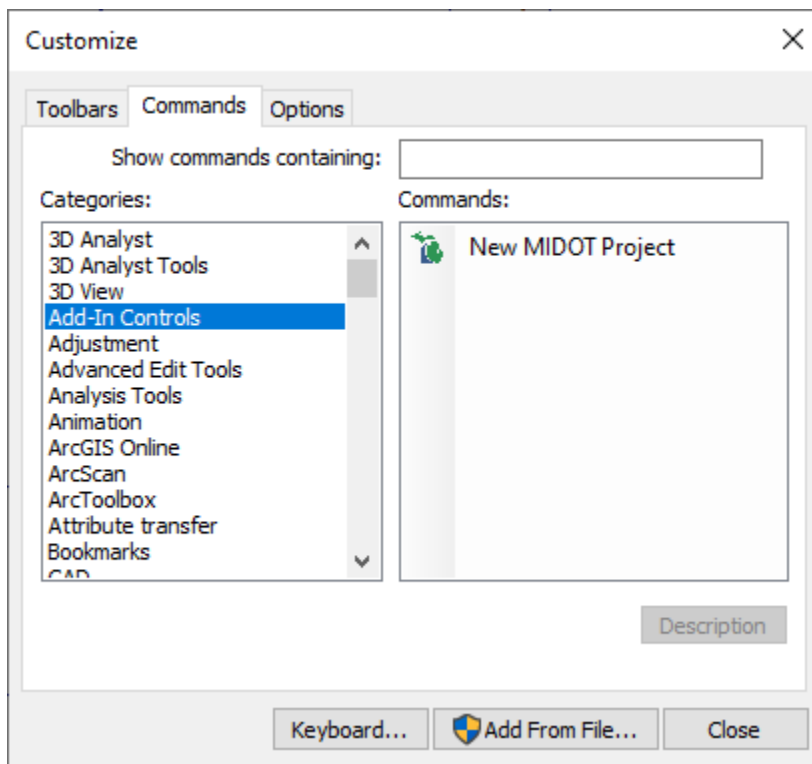 Customize
Toolbars Commands Options
Show commands containing:
Categories: Commands:
3D Analyst
3D Analyst Tools
3D View
Add-In Controls
Adjustment
Advanced Edit Tools
Analysis Tools
Animation
ArcGIS Online
ArcScan
ArcToolbox
Attribute transfer
Bookmarks
CAD
New MIDOT Project
Description
Keyboard... Add From File... Close